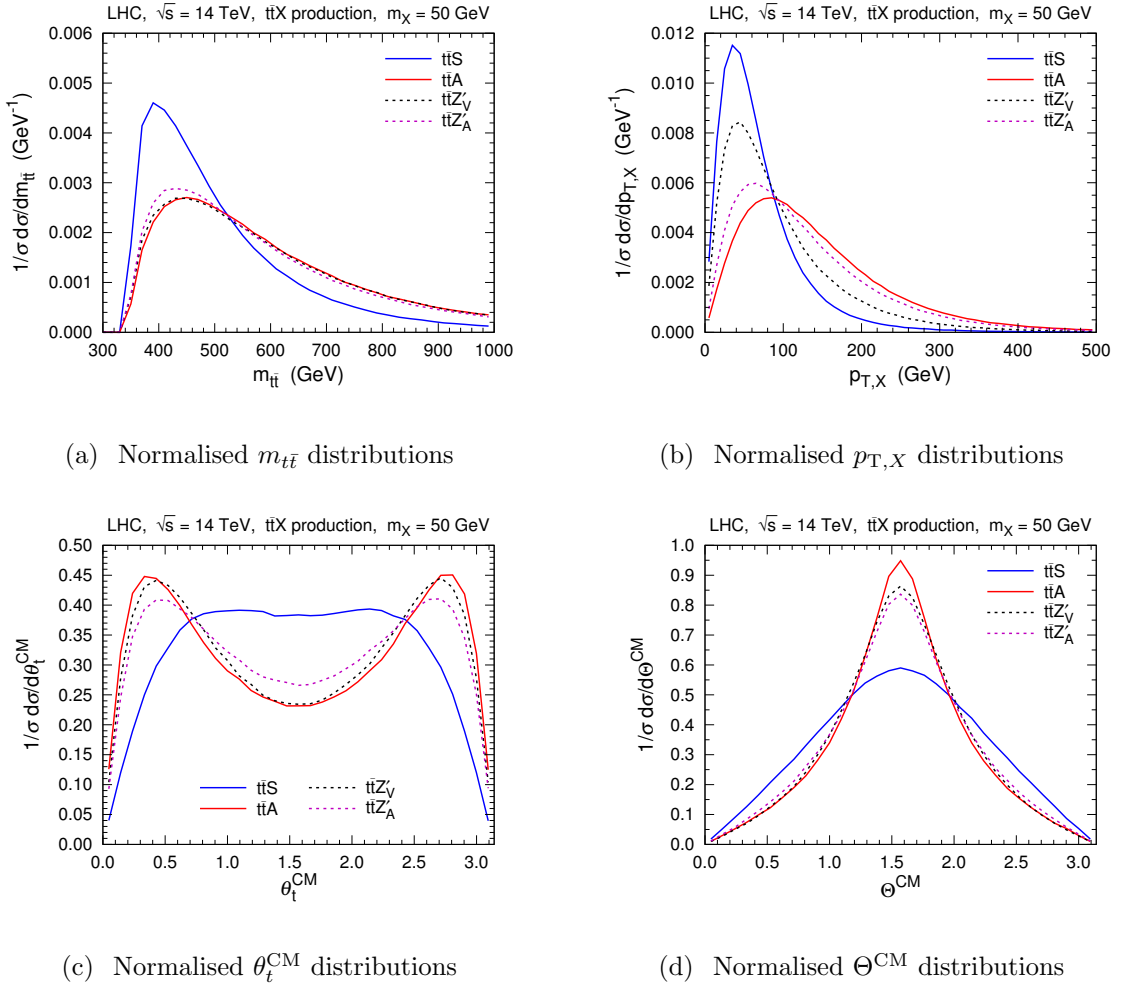 LHC, √s = 14 TeV, tt̄X production, m_X = 50 GeV
1/σ dσ/dm_tt̄ (GeV⁻¹)
0.006
0.005
0.004
0.003
0.002
0.001
0.000
tt̄S
tt̄A
tt̄Z′_V
tt̄Z′_A
300 400 500 600 700 800 900 1000
m_tt̄ (GeV)
(a) Normalised m_tt̄ distributions
LHC, √s = 14 TeV, tt̄X production, m_X = 50 GeV
1/σ dσ/dp_T,X (GeV⁻¹)
0.012
0.010
0.008
0.006
0.004
0.002
0.000
tt̄S
tt̄A
tt̄Z′_V
tt̄Z′_A
0 100 200 300 400 500
p_T,X (GeV)
(b) Normalised p_T,X distributions
LHC, √s = 14 TeV, tt̄X production, m_X = 50 GeV
1/σ dσ/dθ_t^CM
0.50
0.45
0.40
0.35
0.30
0.25
0.20
0.15
0.10
0.05
0.00
tt̄S tt̄Z′_V
tt̄A tt̄Z′_A
0.0 0.5 1.0 1.5 2.0 2.5 3.0
θ_t^CM
(c) Normalised θ_t^CM distributions
LHC, √s = 14 TeV, tt̄X production, m_X = 50 GeV
1/σ dσ/dΘ^CM
1.0
0.9
0.8
0.7
0.6
0.5
0.4
0.3
0.2
0.1
0.0
tt̄S
tt̄A
tt̄Z′_V
tt̄Z′_A
0.0 0.5 1.0 1.5 2.0 2.5 3.0
Θ^CM
(d) Normalised Θ^CM distributions